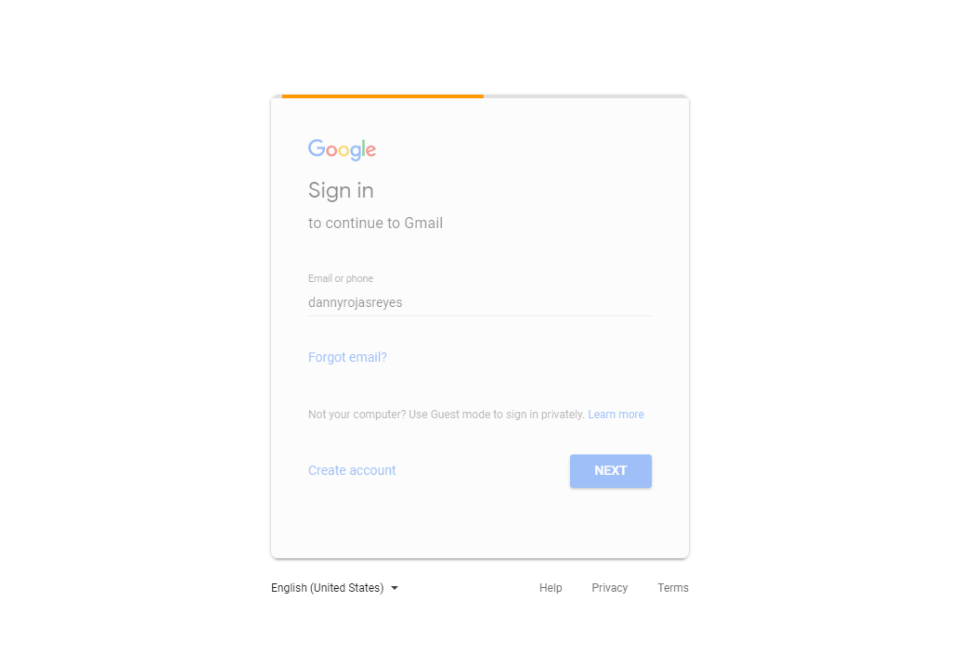 Google
Sign in
to continue to Gmail
Email or phone
dannyrojasreyes
Forgot email?
Not your computer? Use Guest mode to sign in privately. Learn more
Create account
NEXT
English (United States)
Help Privacy Terms